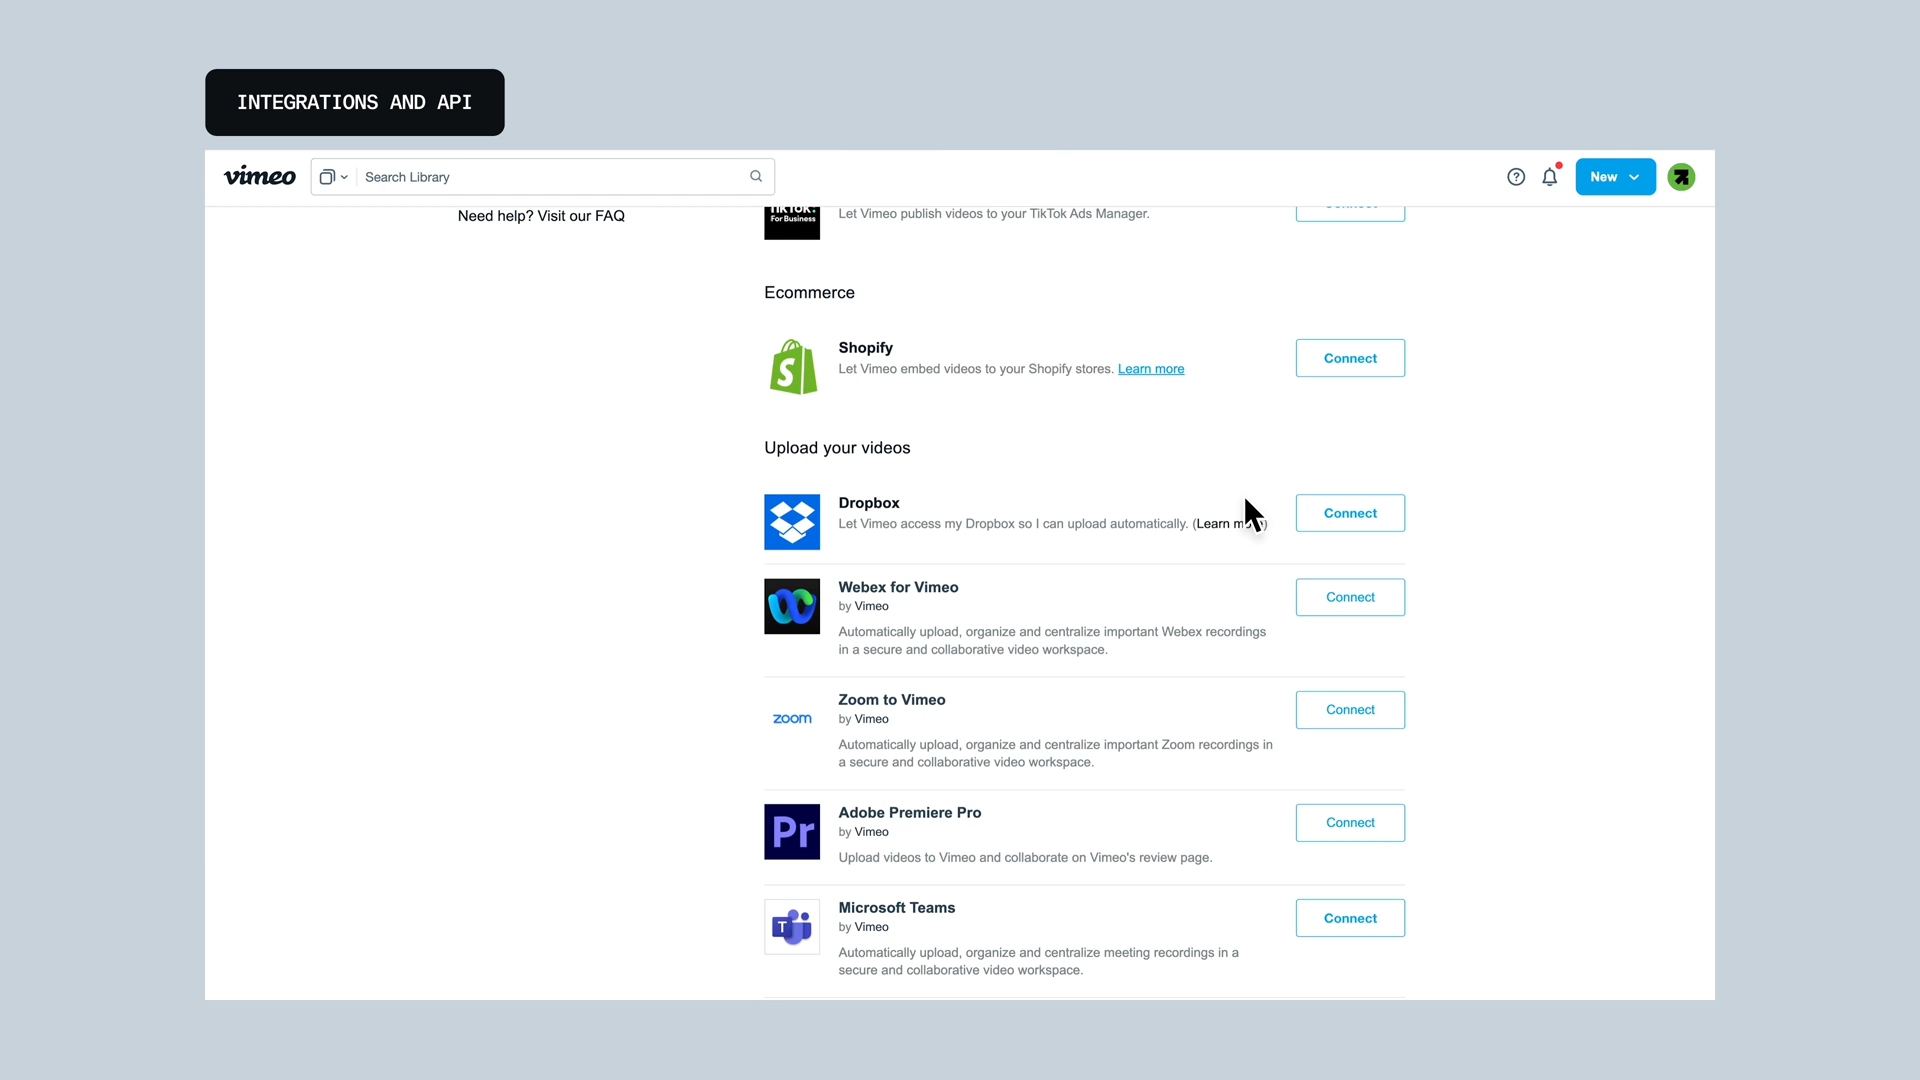 INTEGRATIONS AND API
vimeo
Search Library
New
Need help? Visit our FAQ
TikTok:
For Business
Let Vimeo publish videos to your TikTok Ads Manager.
Ecommerce
Shopify
Let Vimeo embed videos to your Shopify stores. Learn more
Connect
Upload your videos
Dropbox
Let Vimeo access my Dropbox so I can upload automatically. (Learn
Connect
Webex for Vimeo
by Vimeo
Automatically upload, organize and centralize important Webex recordings
in a secure and collaborative video workspace.
Connect
zoom
Zoom to Vimeo
by Vimeo
Automatically upload, organize and centralize important Zoom recordings in
a secure and collaborative video workspace.
Connect
Pr
Adobe Premiere Pro
by Vimeo
Upload videos to Vimeo and collaborate on Vimeo's review page.
Connect
T
Microsoft Teams
by Vimeo
Automatically upload, organize and centralize meeting recordings in a
secure and collaborative video workspace.
Connect